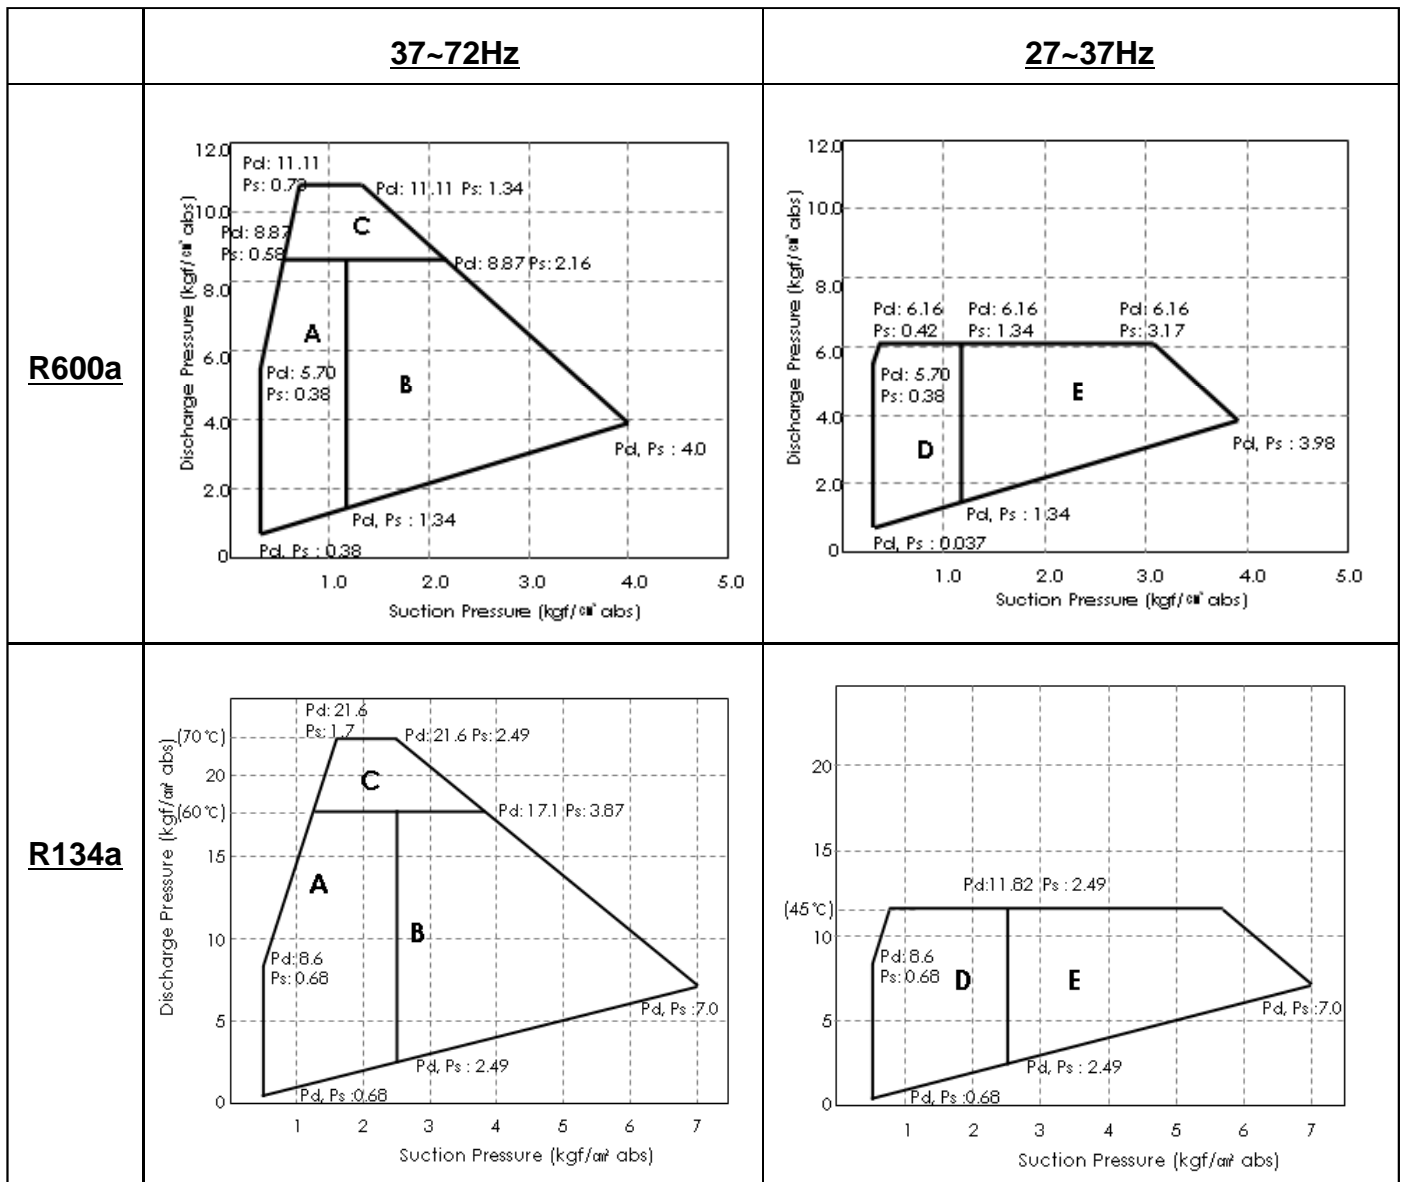 37~72Hz
27~37Hz
R600a
12.0
10.0
8.0
6.0
4.0
2.0
0
Discharge Pressure (kgf/㎠ abs)
Pd: 11.11
Ps: 0.73
Pd: 11.11 Ps: 1.34
C
Pd: 8.87
Ps: 0.58
Pd: 8.87 Ps: 2.16
A
Pd: 5.70
Ps: 0.38
B
Pd, Ps : 4.0
Pd, Ps : 1.34
Pd, Ps : 0.38
1.0 2.0 3.0 4.0 5.0
Suction Pressure (kgf/㎠ abs)
12.0
10.0
8.0
6.0
4.0
2.0
0
Discharge Pressure (kgf/㎠ abs)
Pd: 6.16
Ps: 0.42
Pd: 6.16
Ps: 1.34
Pd: 6.16
Ps: 3.17
Pd: 5.70
Ps: 0.38
E
D
Pd, Ps : 3.98
Pd, Ps : 1.34
Pd, Ps : 0.037
1.0 2.0 3.0 4.0 5.0
Suction Pressure (kgf/㎠ abs)
R134a
(70℃)
20
(60℃)
15
10
5
0
Discharge Pressure (kgf/㎠ abs)
Pd: 21.6
Ps: 1.7
Pd: 21.6 Ps: 2.49
C
Pd: 17.1 Ps: 3.87
A
B
Pd: 8.6
Ps: 0.68
Pd, Ps :7.0
Pd, Ps : 2.49
Pd, Ps :0.68
1 2 3 4 5 6 7
Suction Pressure (kgf/㎠ abs)
20
15
(45℃)
10
5
0
Pd:11.82 Ps : 2.49
Pd: 8.6
Ps: 0.68
D
E
Pd, Ps :7.0
Pd, Ps : 2.49
Pd, Ps :0.68
1 2 3 4 5 6 7
Suction Pressure (kgf/㎠ abs)